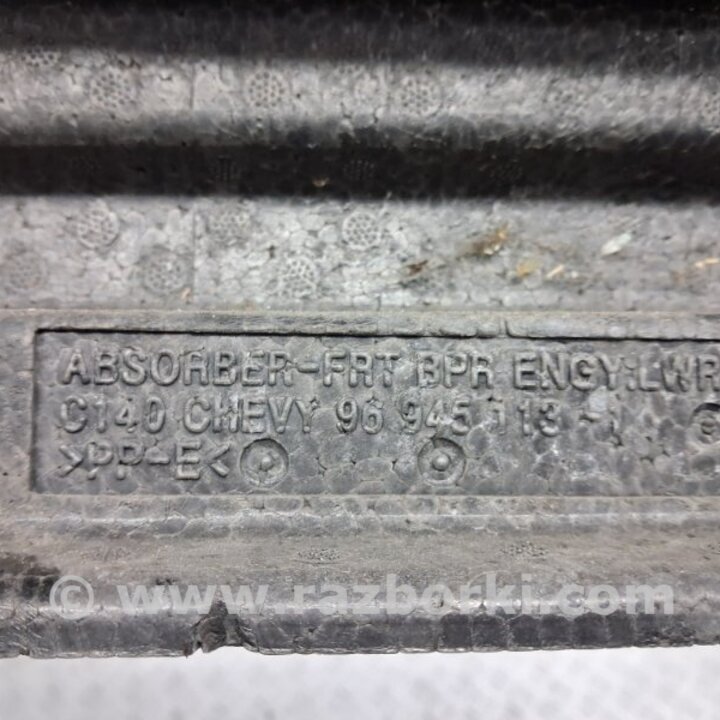 ABSORBER-FRT BPR ENGY:LWR
C140 CHEVY 96 945 113
>PP-E<
© www.razborki.com